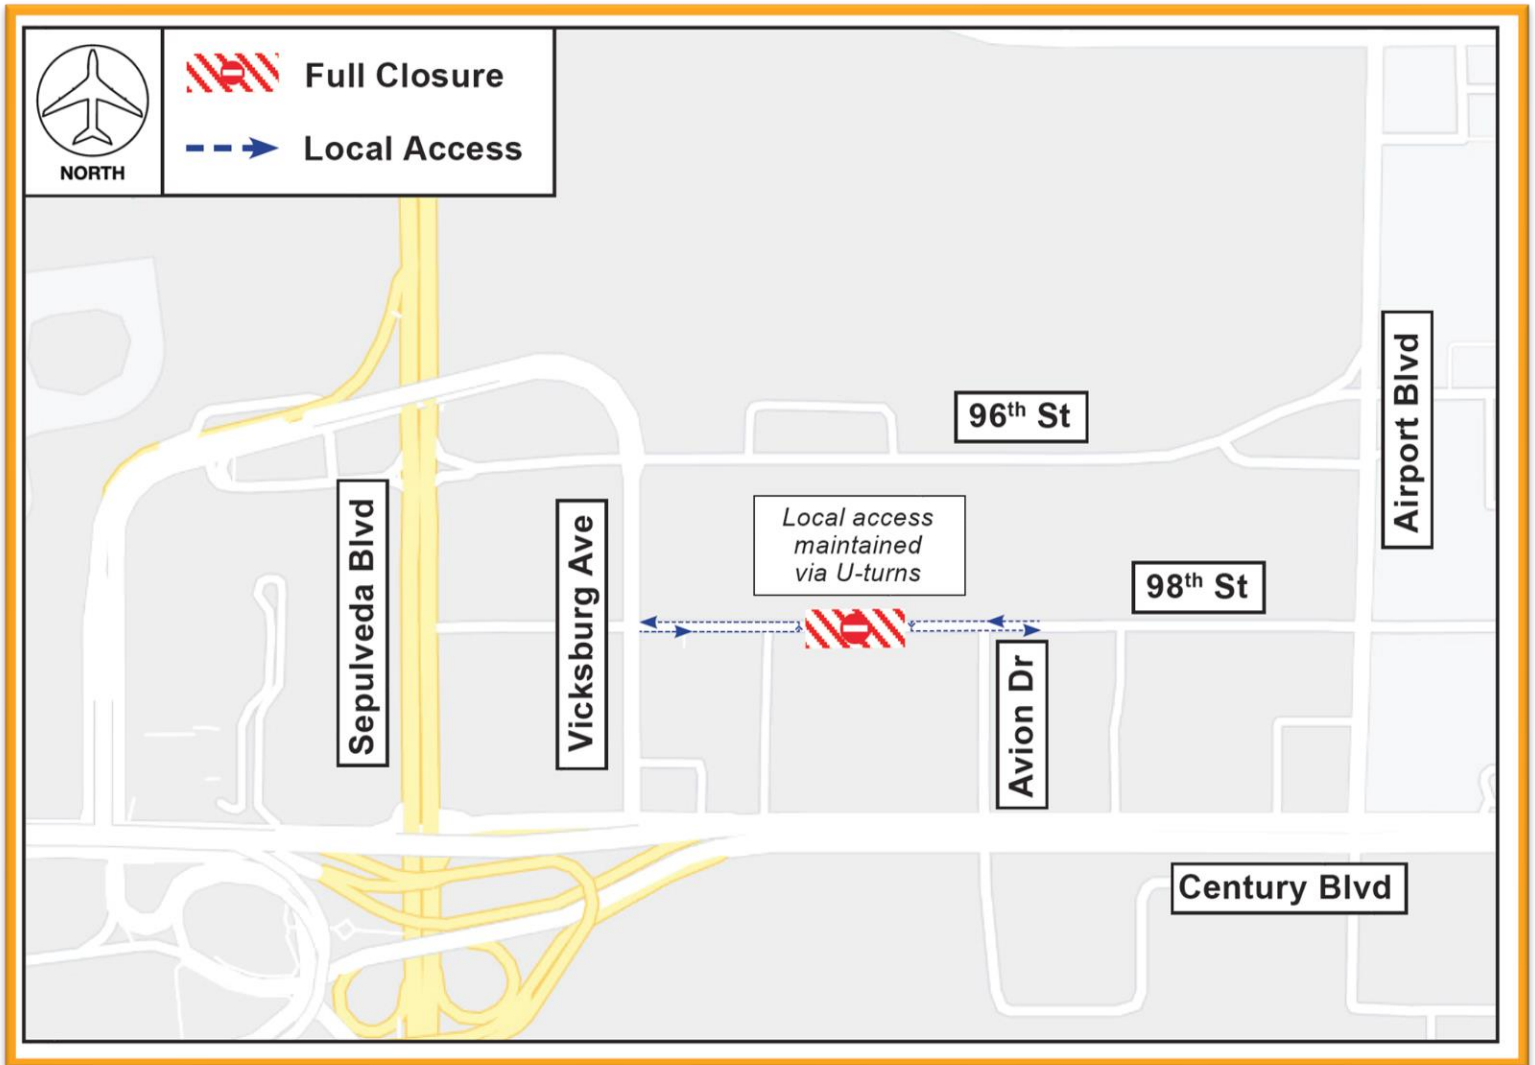 NORTH
Full Closure
Local Access
96th St
Airport Blvd
Sepulveda Blvd
Vicksburg Ave
Local access
maintained
via U-turns
98th St
Avion Dr
Century Blvd